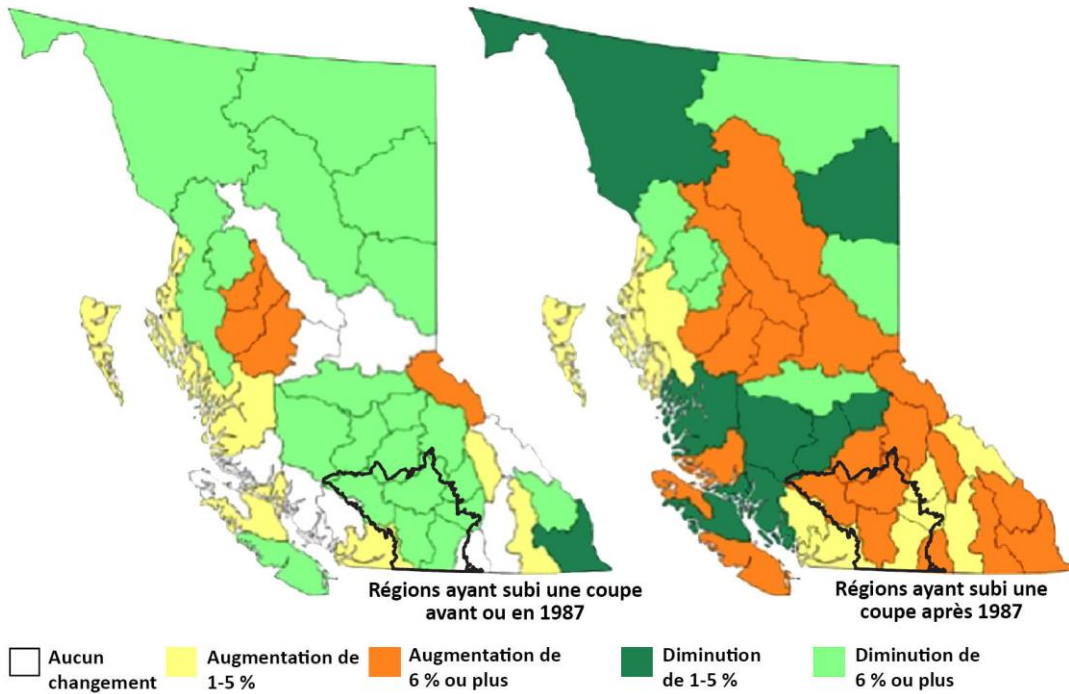 Régions ayant subi une coupe
avant ou en 1987
Régions ayant subi une
coupe après 1987
Aucun
changement
Augmentation de
1-5 %
Augmentation de
6 % ou plus
Diminution
de 1-5 %
Diminution de
6 % ou plus